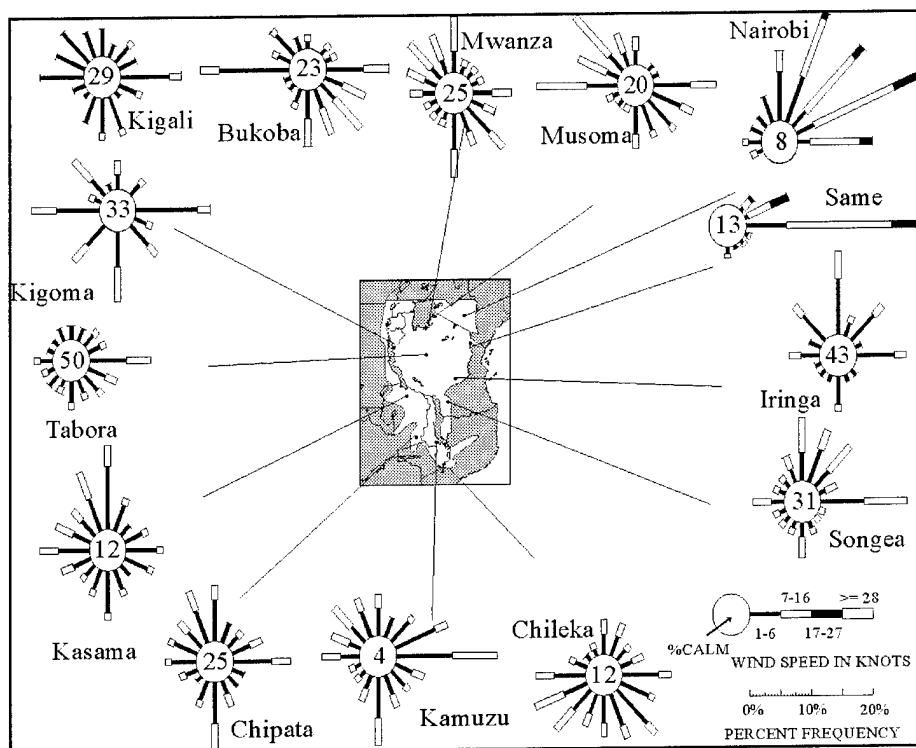 Mwanza
Nairobi
29
23
25
20
8
Kigali
Bukoba
Musoma
33
Same
13
Kigoma
50
43
Tabora
Iringa
31
Songea
12
7-16 >= 28
1-6 17-27
%CALM
WIND SPEED IN KNOTS
Kasama
25
4
Chileka
12
0% 10% 20%
Chipata
Kamuzu
PERCENT FREQUENCY